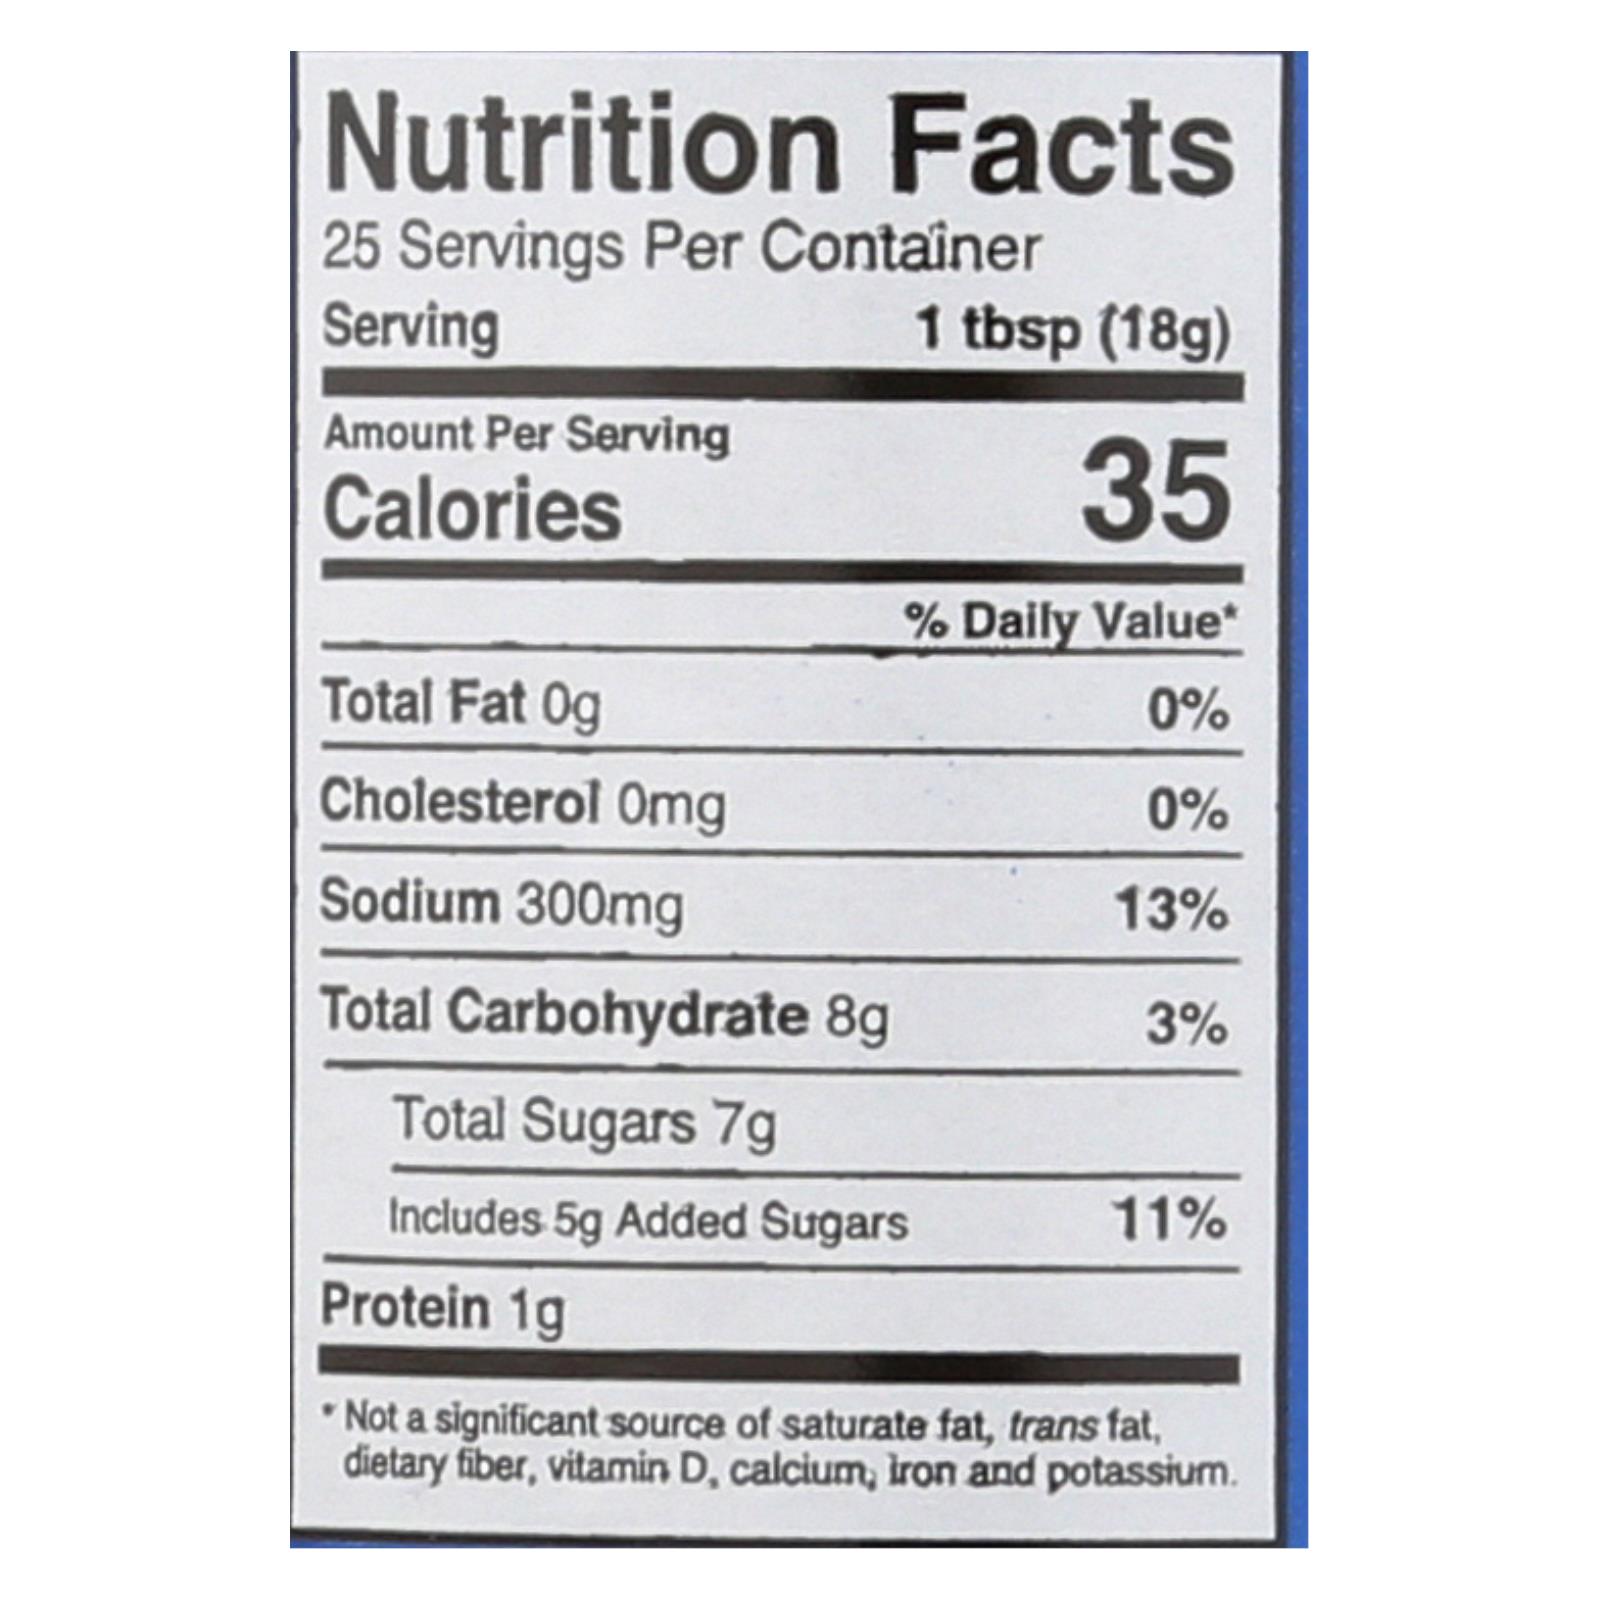 Nutrition Facts
25 Servings Per Container
Serving 1 tbsp (18g)
Amount Per Serving
Calories 35
% Daily Value*
Total Fat 0g 0%
Cholesterol 0mg 0%
Sodium 300mg 13%
Total Carbohydrate 8g 3%
Total Sugars 7g
Includes 5g Added Sugars 11%
Protein 1g
* Not a significant source of saturate fat, trans fat,
dietary fiber, vitamin D, calcium, iron and potassium.